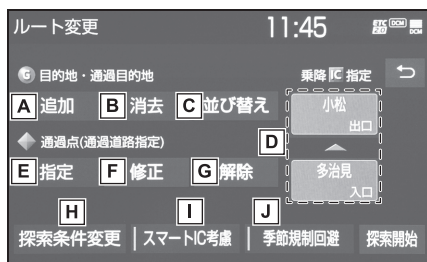 ルート変更 11:45 ETC DCM
G 目的地・通過目的地 乗降 IC 指定
A 追加 B 消去 C 並び替え
小松
出口
D
通過点(通過道路指定)
E 指定 F 修正 G 解除
多治見
入口
H I J
探索条件変更 スマートIC考慮 季節規制回避 探索開始